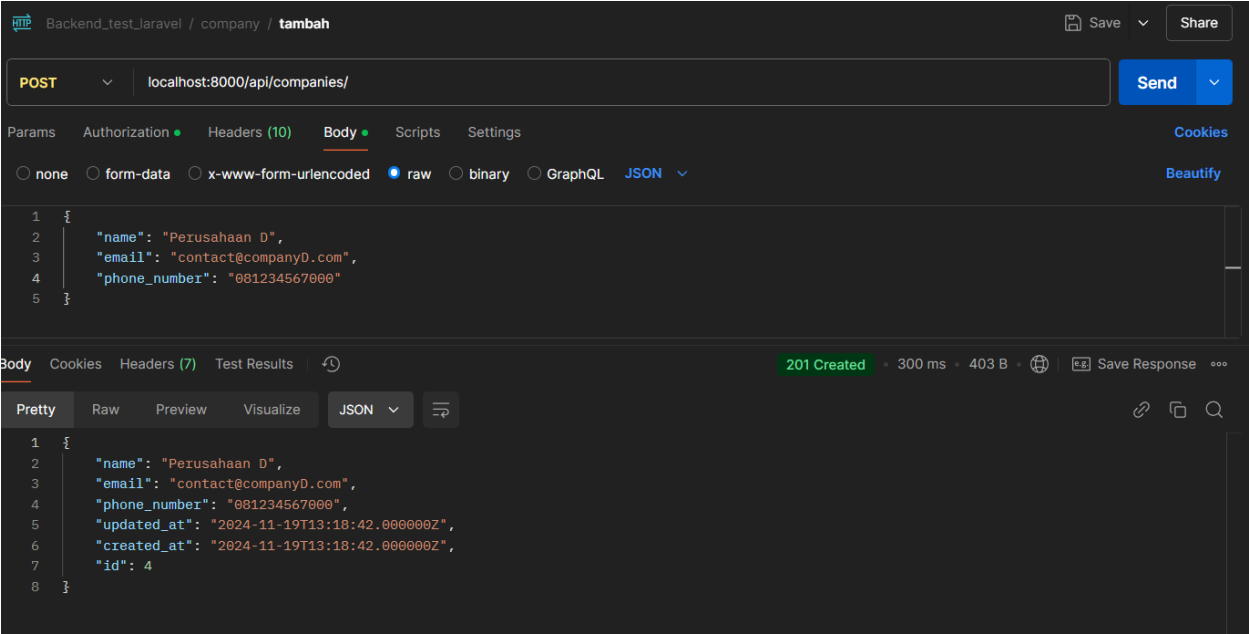 HTTP Backend_test_laravel / company / tambah Save Share
POST localhost:8000/api/companies/ Send
Params Authorization Headers (10) Body Scripts Settings Cookies
none form-data x-www-form-urlencoded raw binary GraphQL JSON Beautify
1 {
2 "name": "Perusahaan D",
3 "email": "contact@companyD.com",
4 "phone_number": "081234567000"
5 }
Body Cookies Headers (7) Test Results 201 Created 300 ms 403 B e.g. Save Response
Pretty Raw Preview Visualize JSON
1 {
2 "name": "Perusahaan D",
3 "email": "contact@companyD.com",
4 "phone_number": "081234567000",
5 "updated_at": "2024-11-19T13:18:42.000000Z",
6 "created_at": "2024-11-19T13:18:42.000000Z",
7 "id": 4
8 }